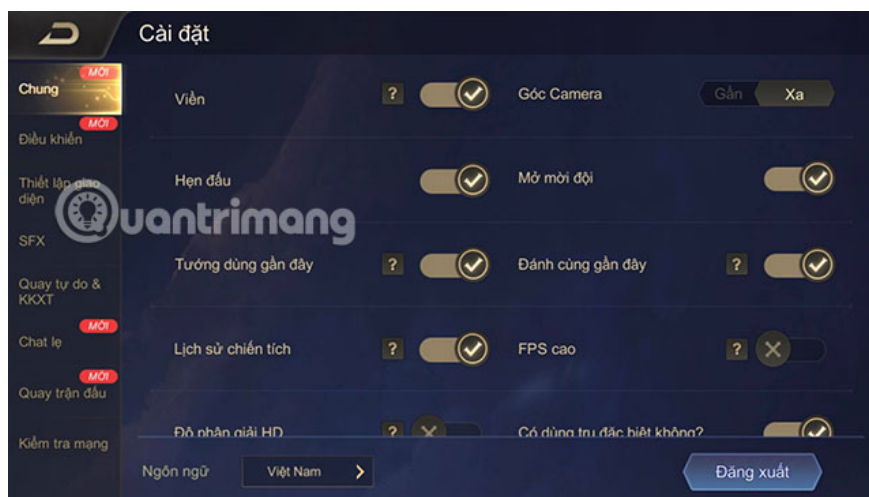 Cài đặt
MỚI
Chung
MỚI
Điều khiển
Thiết lập giao
diện
SFX
Quay tự do &
KKXT
MỚI
Chat lẹ
MỚI
Quay trận đấu
Kiểm tra mạng
Viền ?
Góc Camera Gần Xa
Hẹn đấu
Mở mời đội
uantrimang
Tướng dùng gần đây ?
Đánh cùng gần đây ?
Lịch sử chiến tích ?
FPS cao ?
Độ phân giải HD ?
Có dùng trụ đặc biệt không?
Ngôn ngữ Việt Nam >
Đăng xuất